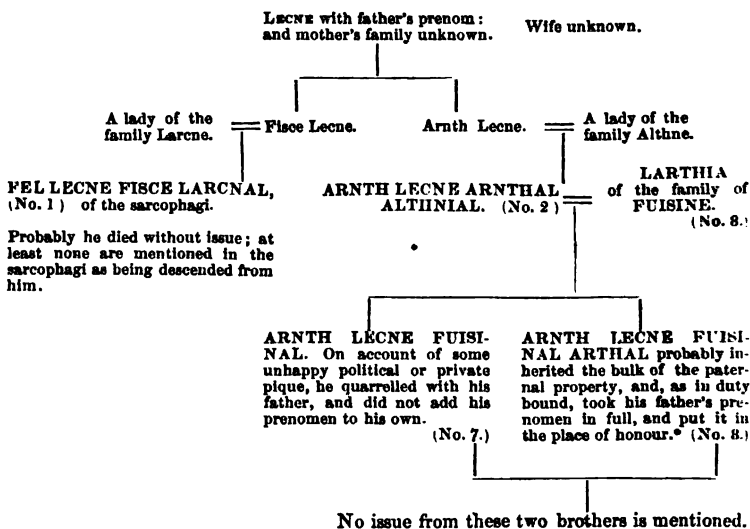 LECNE with father's prenom :
and mother's family unknown.
Wife unknown.
A lady of the
family Larcne.
Fisce Lecne.
Arnth Lecne.
A lady of the
family Althne.
FEL LECNE FISCE LARCNAL,
(No. 1) of the sarcophagi.
Probably he died without issue; at
least none are mentioned in the
sarcophagi as being descended from
him.
ARNTH LECNE ARNTHAL
ALTHNIAL. (No. 2)
LARTHIA
of the family of
FUISINE.
(No. 8.)
ARNTH LECNE FUISI-
NAL. On account of some
unhappy political or private
pique, he quarrelled with his
father, and did not add his
prenomen to his own.
(No. 7.)
ARNTH LECNE FUISI-
NAL ARTHAL probably in-
herited the bulk of the pater-
nal property, and, as in duty
bound, took his father's pre-
nomen in full, and put it in
the place of honour.* (No. 8.)
No issue from these two brothers is mentioned.